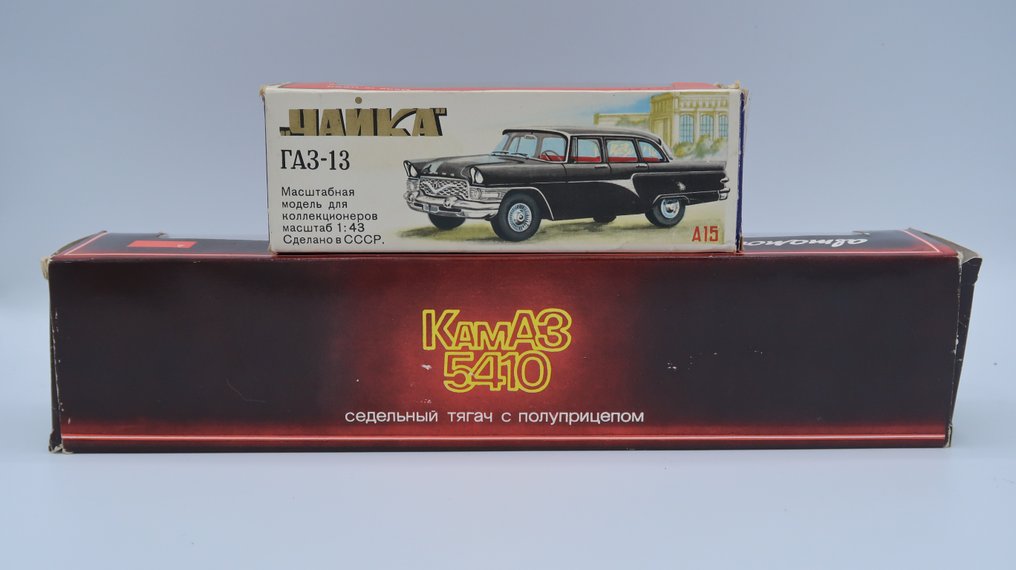 „ЧАЙКА"
ГАЗ-13
Масштабная
модель для
коллекционеров
масштаб 1:43
Сделано в СССР.
А15
КамАЗ
5410
седельный тягач с полуприцепом